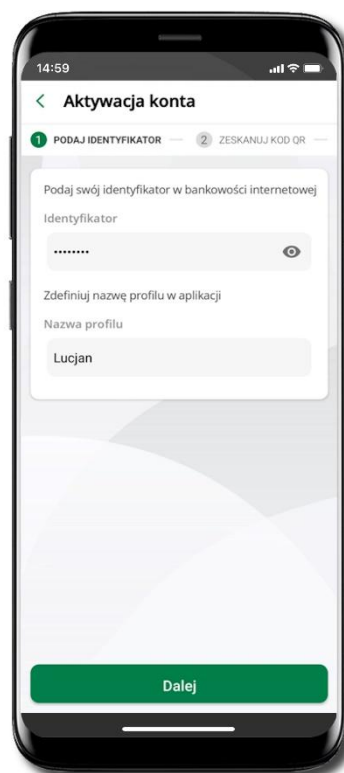 14:59
Aktywacja konta
1 PODAJ IDENTYFIKATOR 2 ZESKANUJ KOD QR
Podaj swój identyfikator w bankowości internetowej
Identyfikator
••••••••
Zdefiniuj nazwę profilu w aplikacji
Nazwa profilu
Lucjan
Dalej